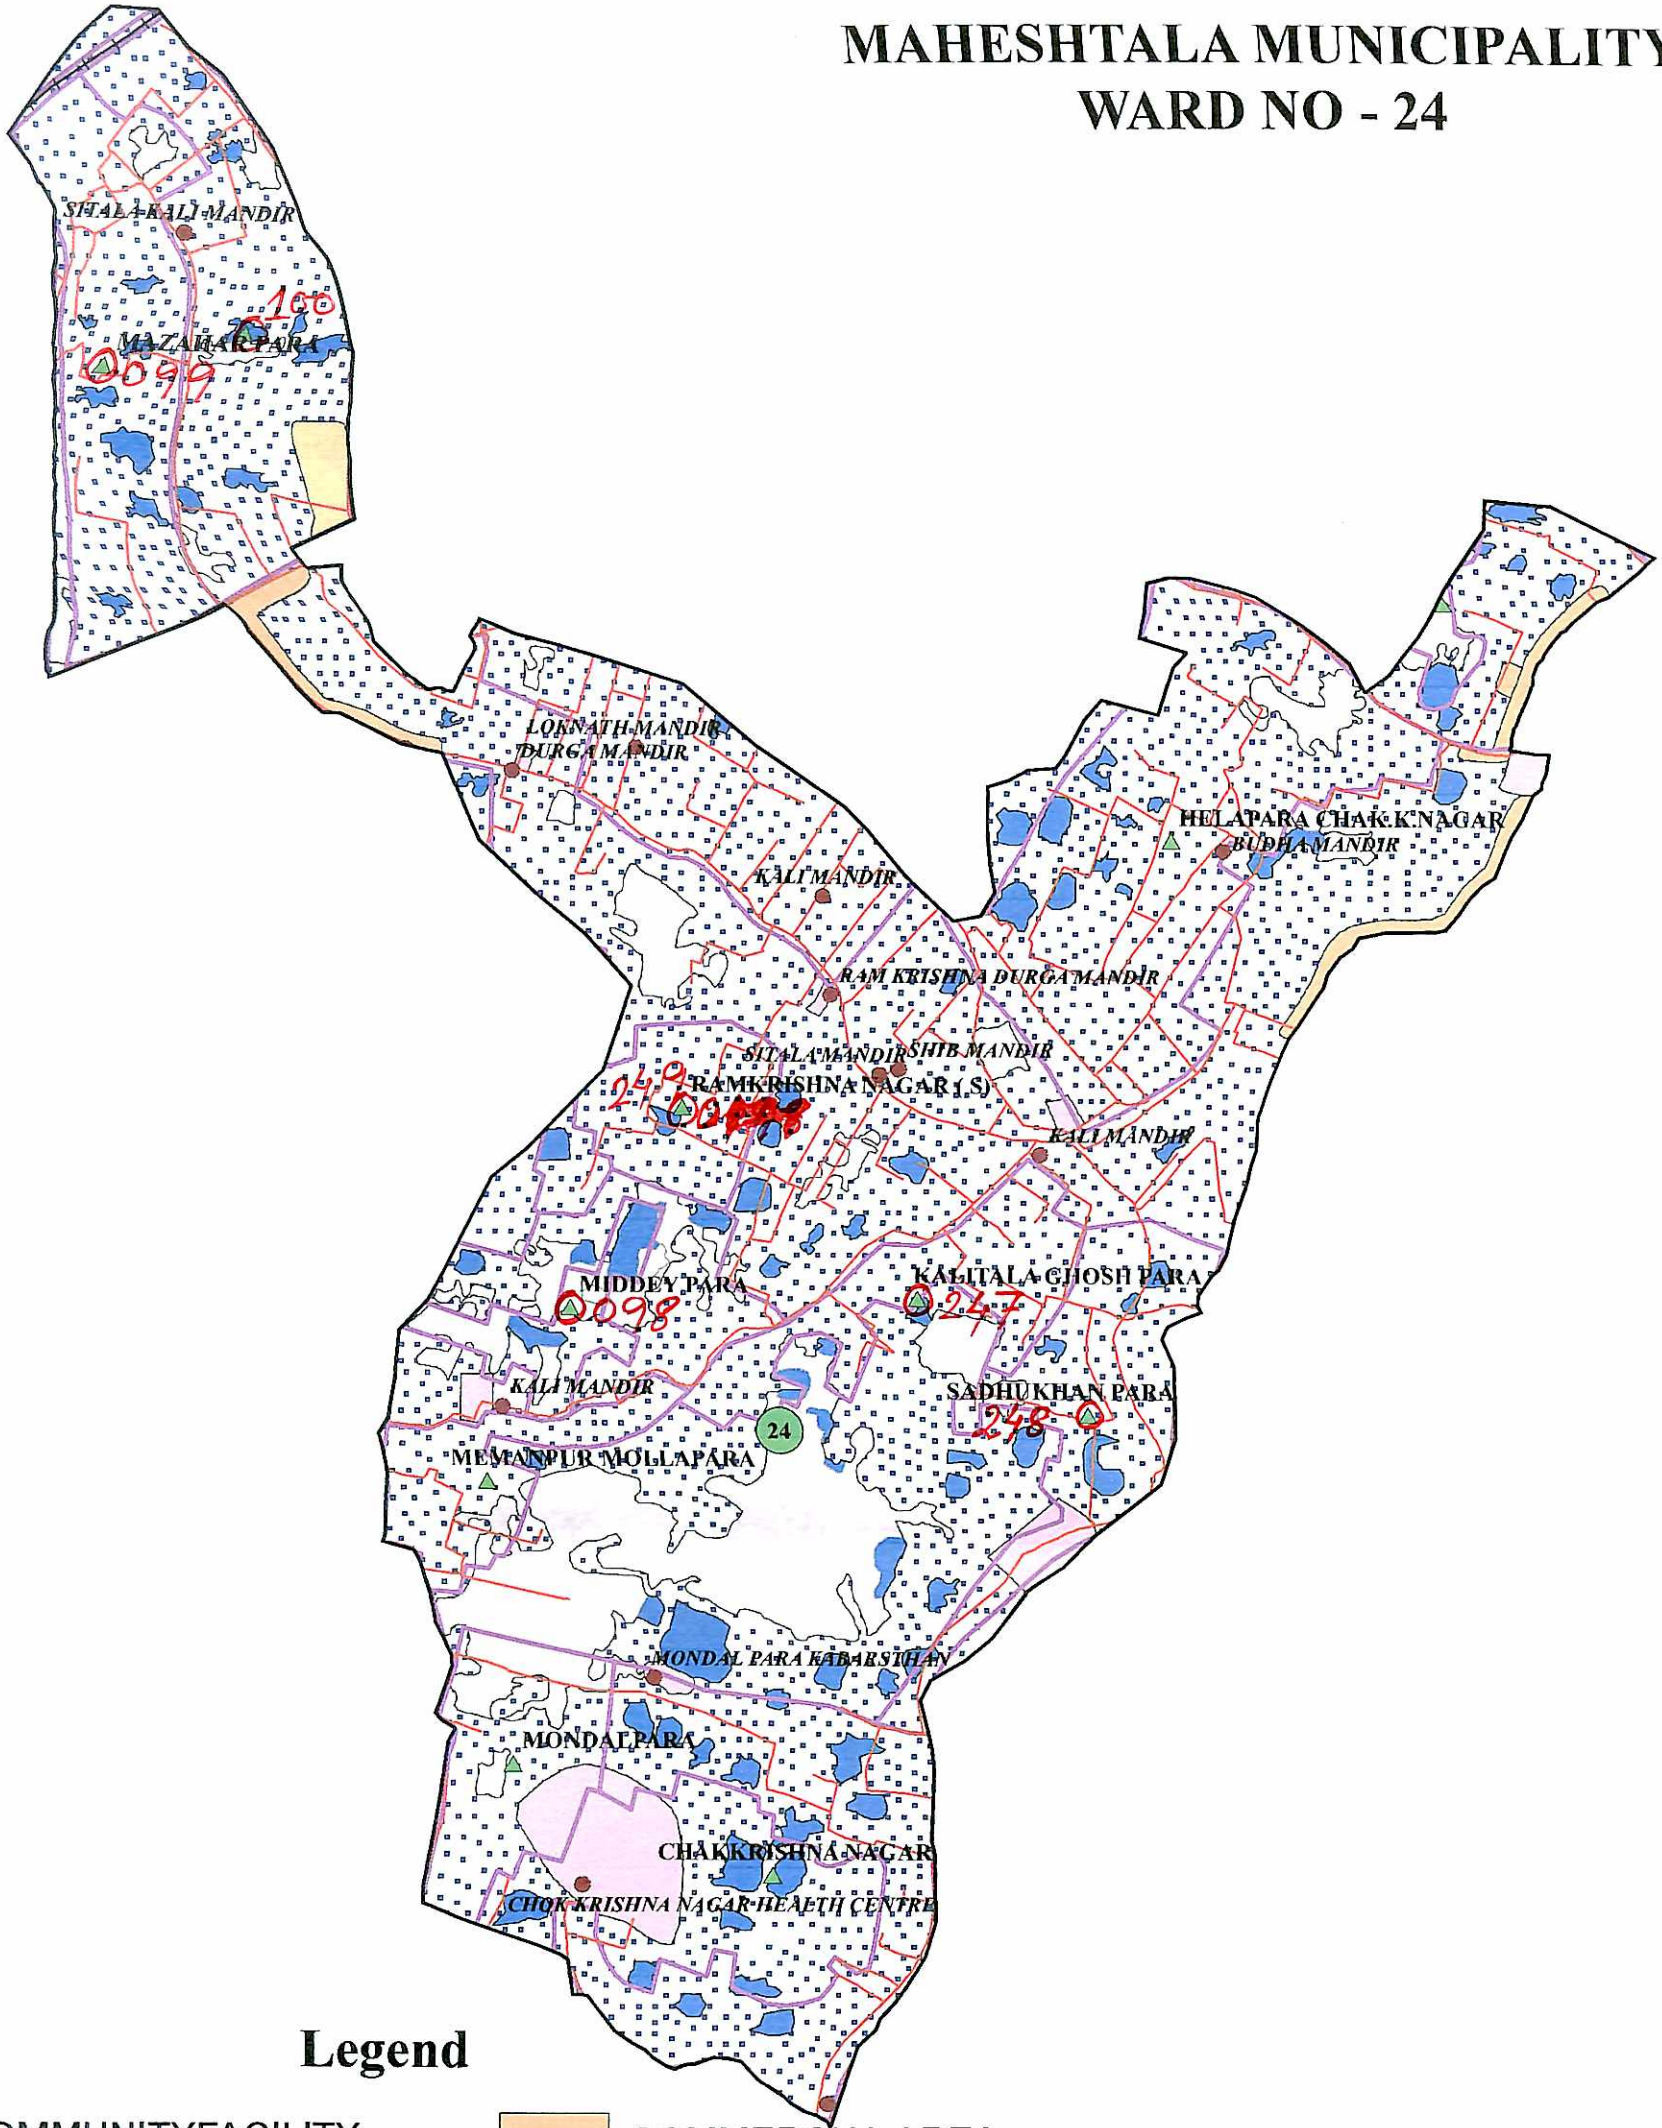 MAHESHTALA MUNICIPALITY
WARD NO - 24
SITALA KALI MANDIR
100
MAZAHAR PARA
099
LOKNATH MANDIR
DURGA MANDIR
HELAPARA CHAK.K.NAGAR
BUDHA MANDIR
KALI MANDIR
RAM KRISHNA DURGA MANDIR
SITALA MANDIR SHIB MANDIR
249 RAMKRISHNA NAGAR (S)
KALI MANDIR
MIDDEY PARA
098
KALITALA GHOSH PARA
247
KALI MANDIR
SADHUKHAN PARA
248
24
MEMANPUR MOLLAPARA
MONDAL PARA KABARSTHAN
MONDALPARA
CHAKKRISHNA NAGAR
CHOK KRISHNA NAGAR HEALTH CENTRE
Legend